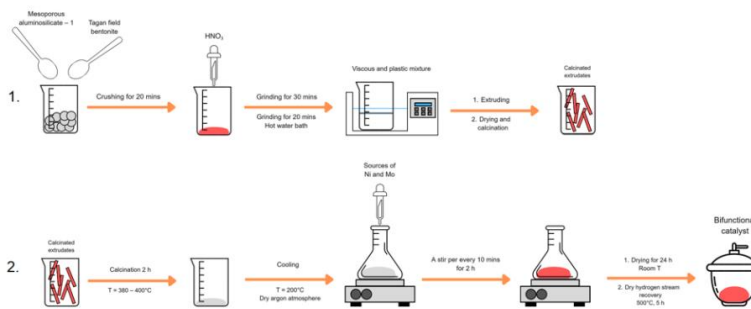 Mesoporous
aluminosilicate – 1
Tagan field
bentonite
HNO₃
Viscous and plastic mixture
Calcinated
extrudates
1.
Crushing for 20 mins
Grinding for 30 mins
Grinding for 20 mins
Hot water bath
1. Extruding
2. Drying and
calcination
Sources of
Ni and Mo
Calcinated
extrudates
Bifunctional
catalyst
2.
Calcination 2 h
T = 380 – 400°C
Cooling
T = 200°C
Dry argon atmosphere
A stir per every 10 mins
for 2 h
1. Drying for 24 h
Room T
2. Dry hydrogen stream
recovery
500°C, 5 h